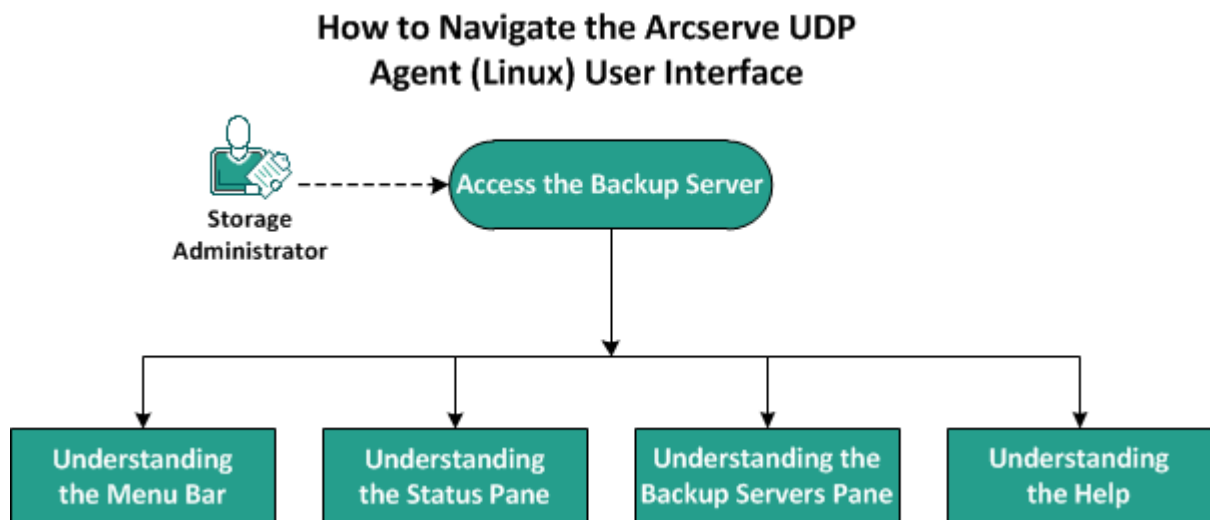 How to Navigate the Arcserve UDP
Agent (Linux) User Interface
Access the Backup Server
Storage
Administrator
Understanding
the Menu Bar
Understanding
the Status Pane
Understanding the
Backup Servers Pane
Understanding
the Help